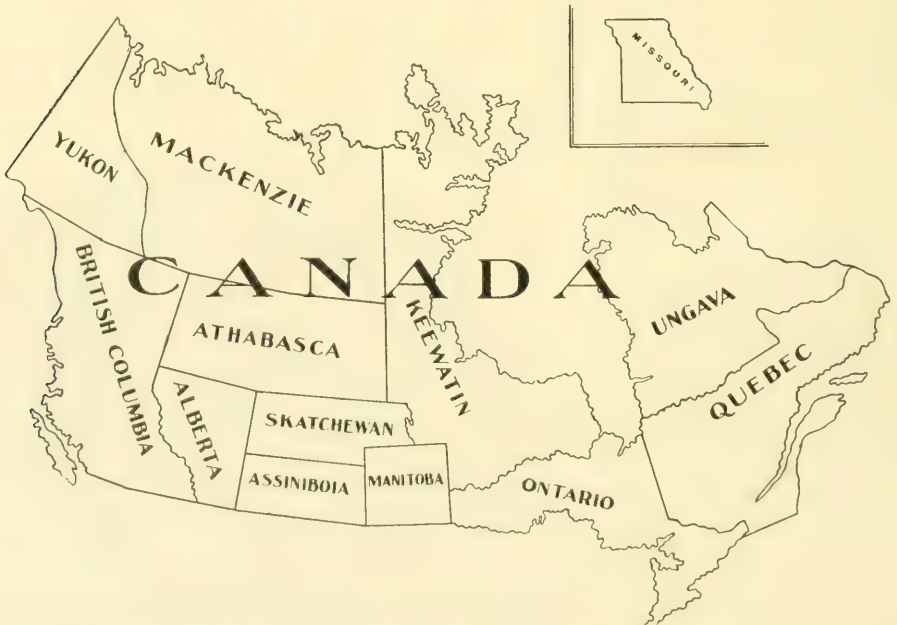 MISSOURI
YUKON
MACKENZIE
CANADA
BRITISH COLUMBIA
ATHABASCA
KEEWATIN
UNGAVA
QUEBEC
ALBERTA
SKATCHEWAN
ASSINIBOIA
MANITOBA
ONTARIO